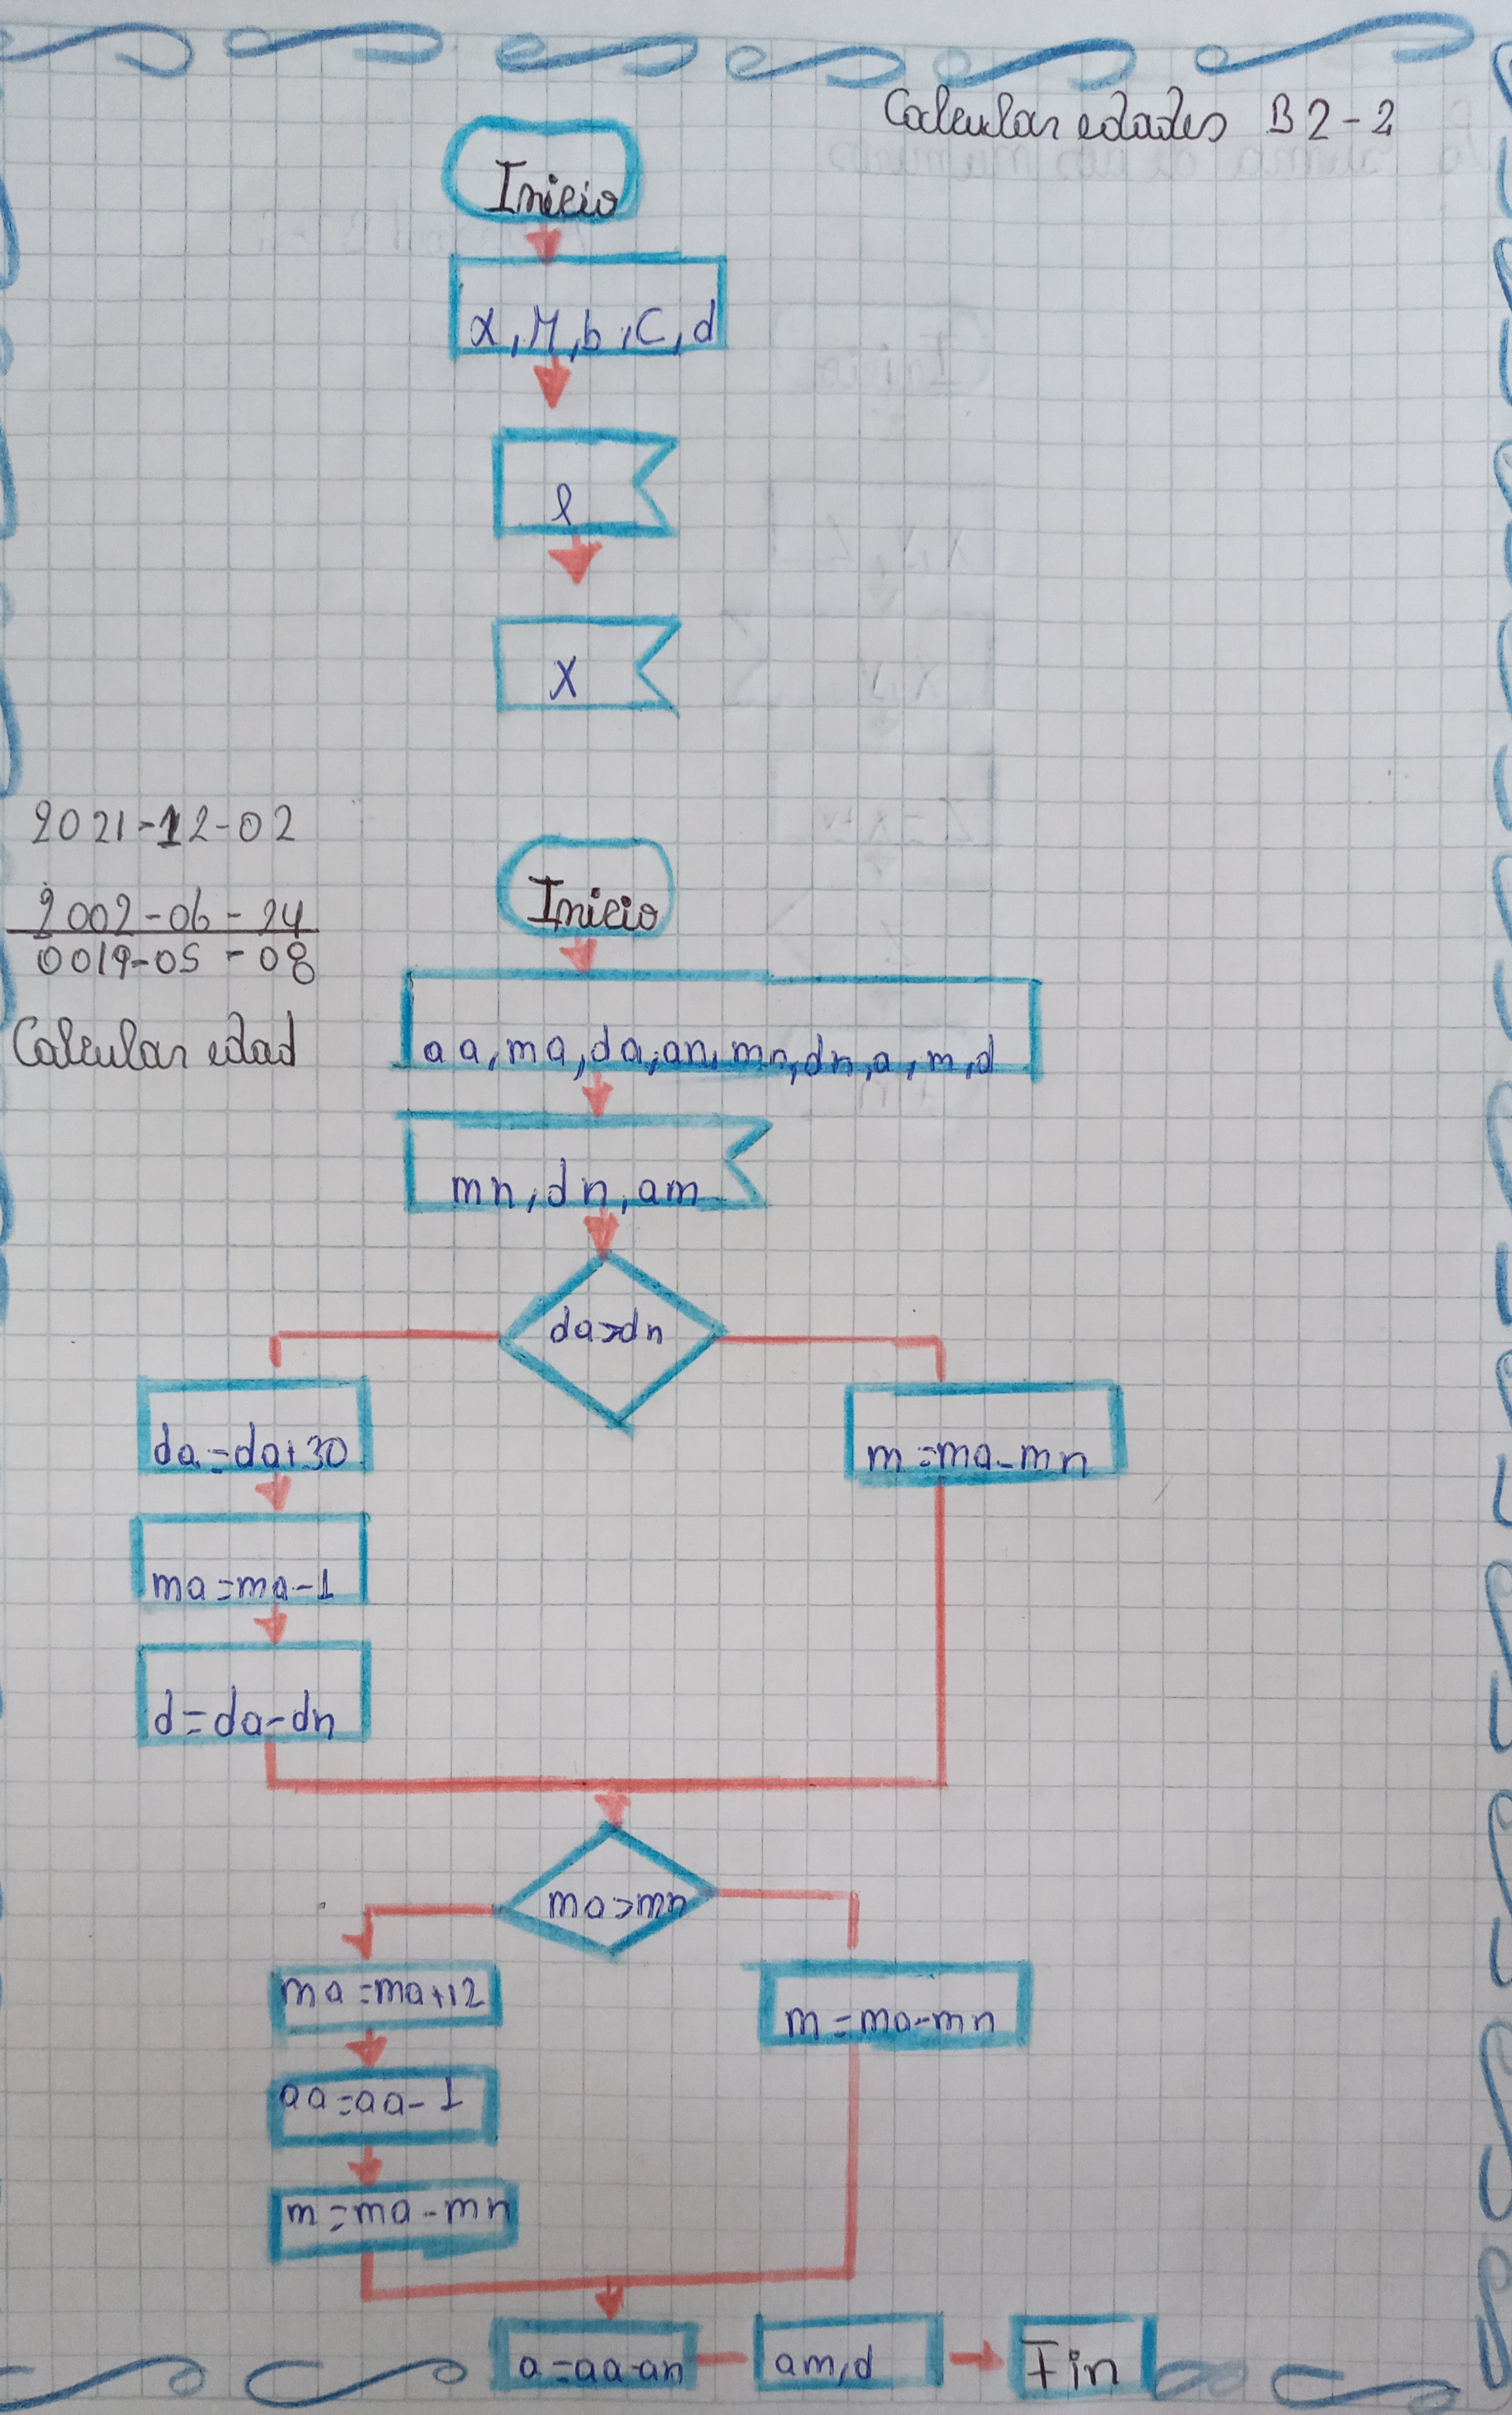 Calcular edades B2-2
Inicio
x, M, b, C, d
l
X
2021-12-02
2002-06-24
0019-05-08
Calcular edad
Inicio
aa, ma, da, an, mn, dn, a, m, d
mn, dn, am
da>dn
da=da+30
m=ma-mn
ma=ma-1
d=da-dn
ma>mn
ma=ma+12
m=ma-mn
aa=aa-1
m=ma-mn
a=aa-an
am,d
Fin